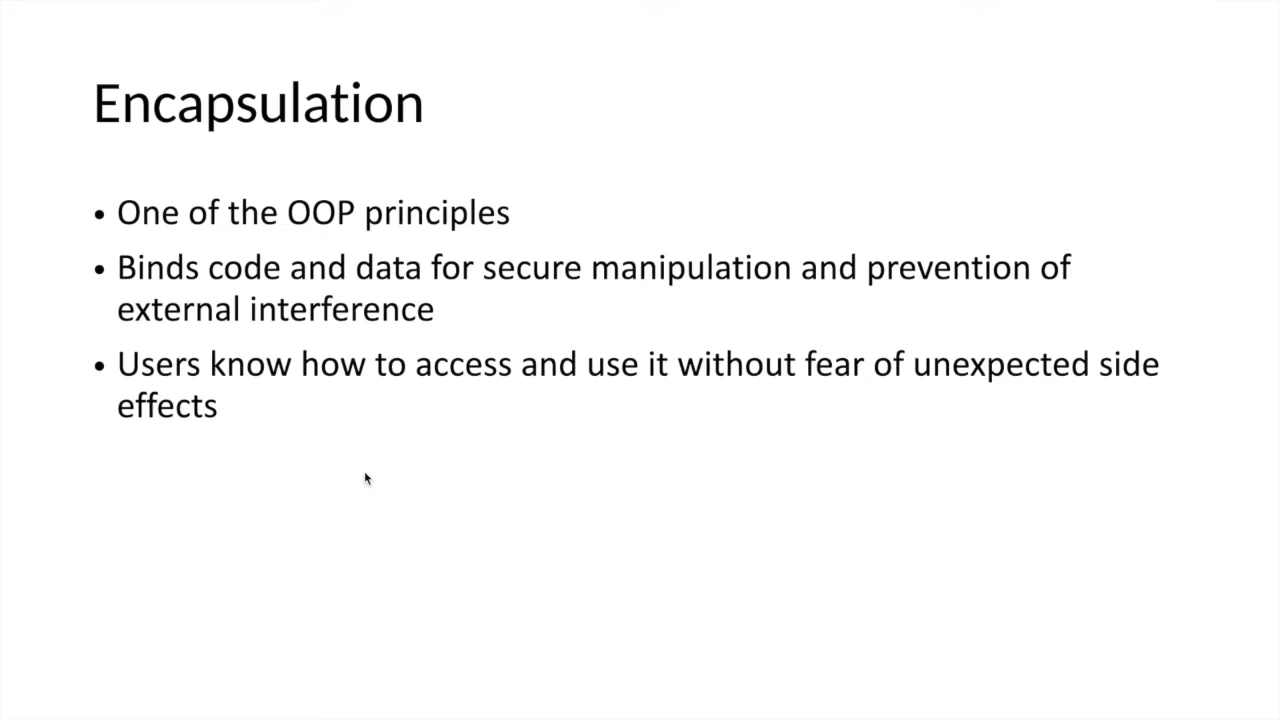 Encapsulation
• One of the OOP principles
• Binds code and data for secure manipulation and prevention of
external interference
• Users know how to access and use it without fear of unexpected side
effects